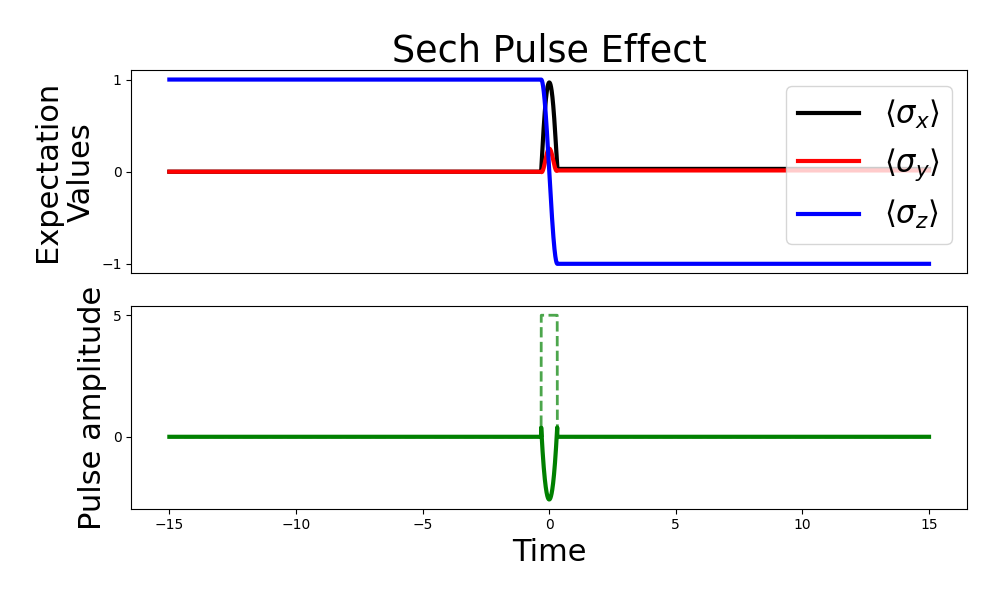 Sech Pulse Effect
Expectation
Values
1
0
−1
⟨σx⟩
⟨σy⟩
⟨σz⟩
Pulse amplitude
5
0
−15
−10
−5
0
5
10
15
Time